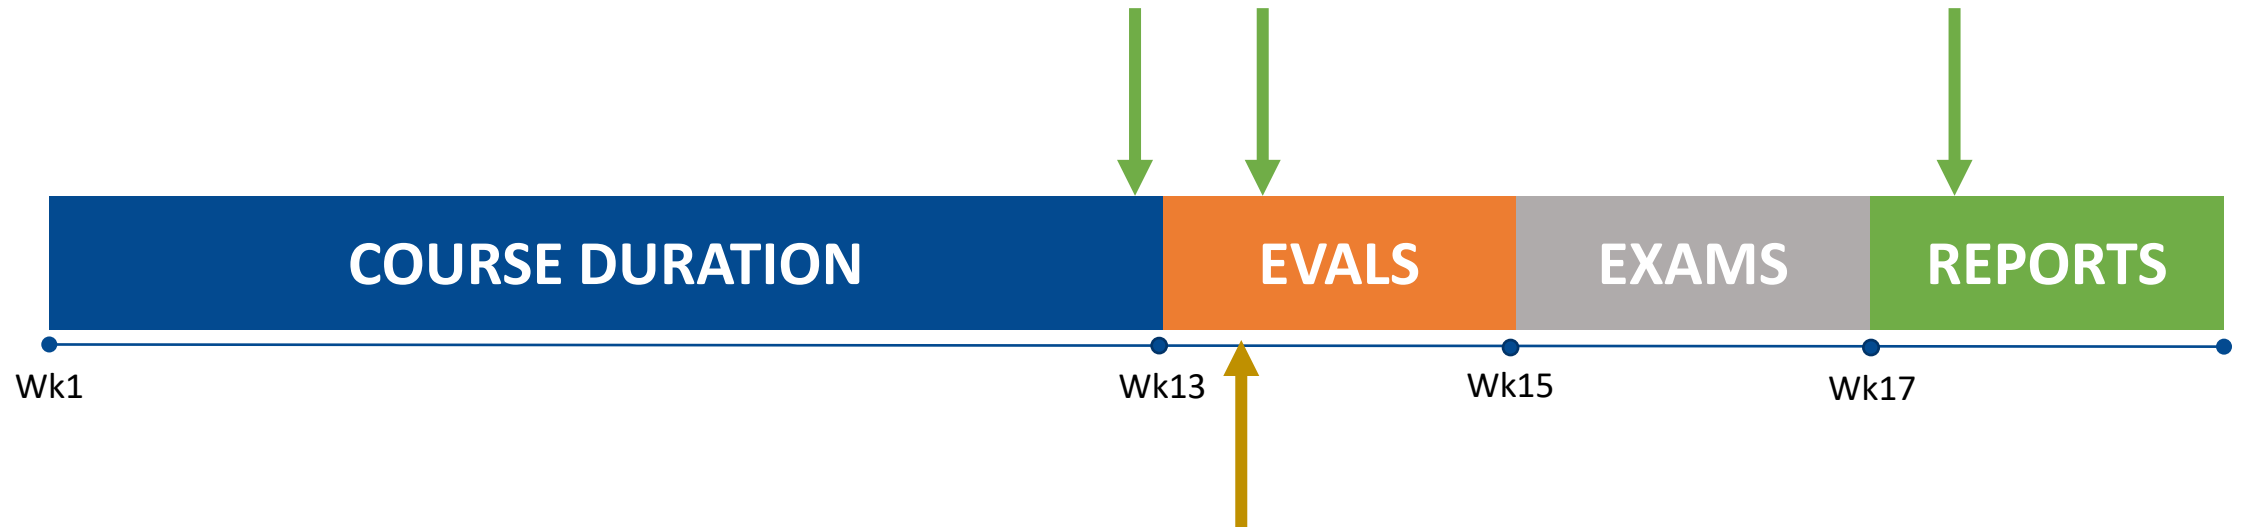 COURSE DURATION EVALS EXAMS REPORTS
Wk1 Wk13 Wk15 Wk17